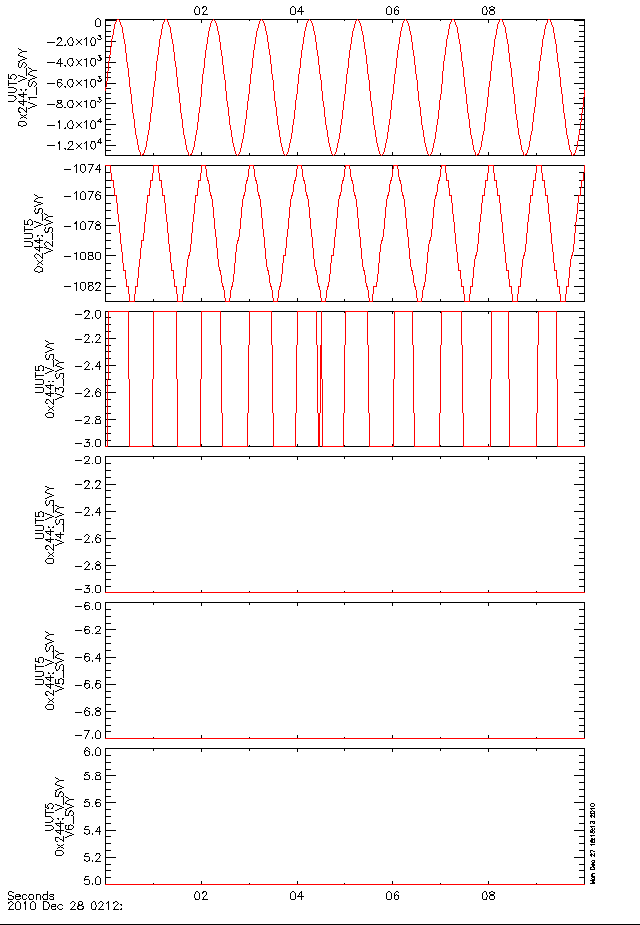 02 04 06 08
UUT5
0x244: V_SVY
V1_SVY
0
−2.0×10³
−4.0×10³
−6.0×10³
−8.0×10³
−1.0×10⁴
−1.2×10⁴
UUT5
0x244: V_SVY
V2_SVY
−1074
−1076
−1078
−1080
−1082
UUT5
0x244: V_SVY
V3_SVY
−2.0
−2.2
−2.4
−2.6
−2.8
−3.0
UUT5
0x244: V_SVY
V4_SVY
−2.0
−2.2
−2.4
−2.6
−2.8
−3.0
UUT5
0x244: V_SVY
V5_SVY
−6.0
−6.2
−6.4
−6.6
−6.8
−7.0
UUT5
0x244: V_SVY
V6_SVY
6.0
5.8
5.6
5.4
5.2
5.0
02 04 06 08
Seconds
2010 Dec 28 0212:
Mon Dec 27 2010